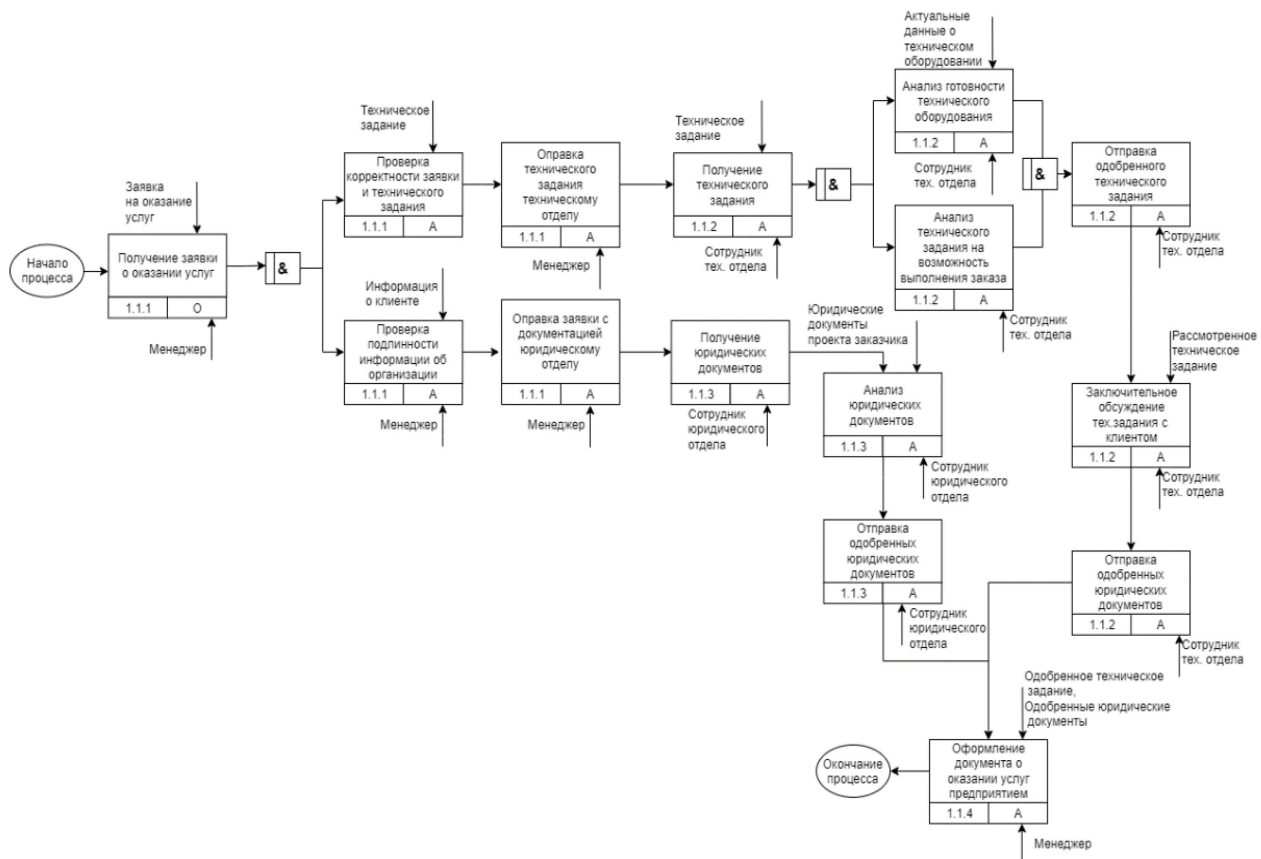 Начало
процесса
Заявка
на оказание
услуг
Получение заявки
о оказании услуг
1.1.1
О
Менеджер
&
Техническое
задание
Проверка
корректности заявки
и технического
задания
1.1.1
А
Оправка
технического
задания
техническому
отделу
1.1.1
А
Менеджер
Техническое
задание
Получение
технического
задания
1.1.2
А
Сотрудник
тех. отдела
&
Актуальные
данные о
техническом
оборудовании
Анализ готовности
технического
оборудования
1.1.2
А
Сотрудник
тех. отдела
Анализ
технического
задания на
возможность
выполнения заказа
1.1.2
А
Сотрудник
тех. отдела
&
Отправка
одобренного
технического
задания
1.1.2
А
Сотрудник
тех. отдела
Информация
о клиенте
Проверка
подлинности
информации об
организации
1.1.1
А
Менеджер
Оправка заявки с
документацией
юридическому
отделу
1.1.1
А
Менеджер
Получение
юридических
документов
1.1.3
А
Сотрудник
юридического
отдела
Юридические
документы
проекта заказчика
Анализ
юридических
документов
1.1.3
А
Сотрудник
юридического
отдела
Рассмотренное
техническое
задание
Заключительное
обсуждение
тех.задания с
клиентом
1.1.2
А
Сотрудник
тех. отдела
Отправка
одобренных
юридических
документов
1.1.3
А
Сотрудник
юридического
отдела
Отправка
одобренных
юридических
документов
1.1.2
А
Сотрудник
тех. отдела
Одобренное техническое
задание,
Одобренные юридические
документы
Окончание
процесса
Оформление
документа о
оказании услуг
предприятием
1.1.4
А
Менеджер